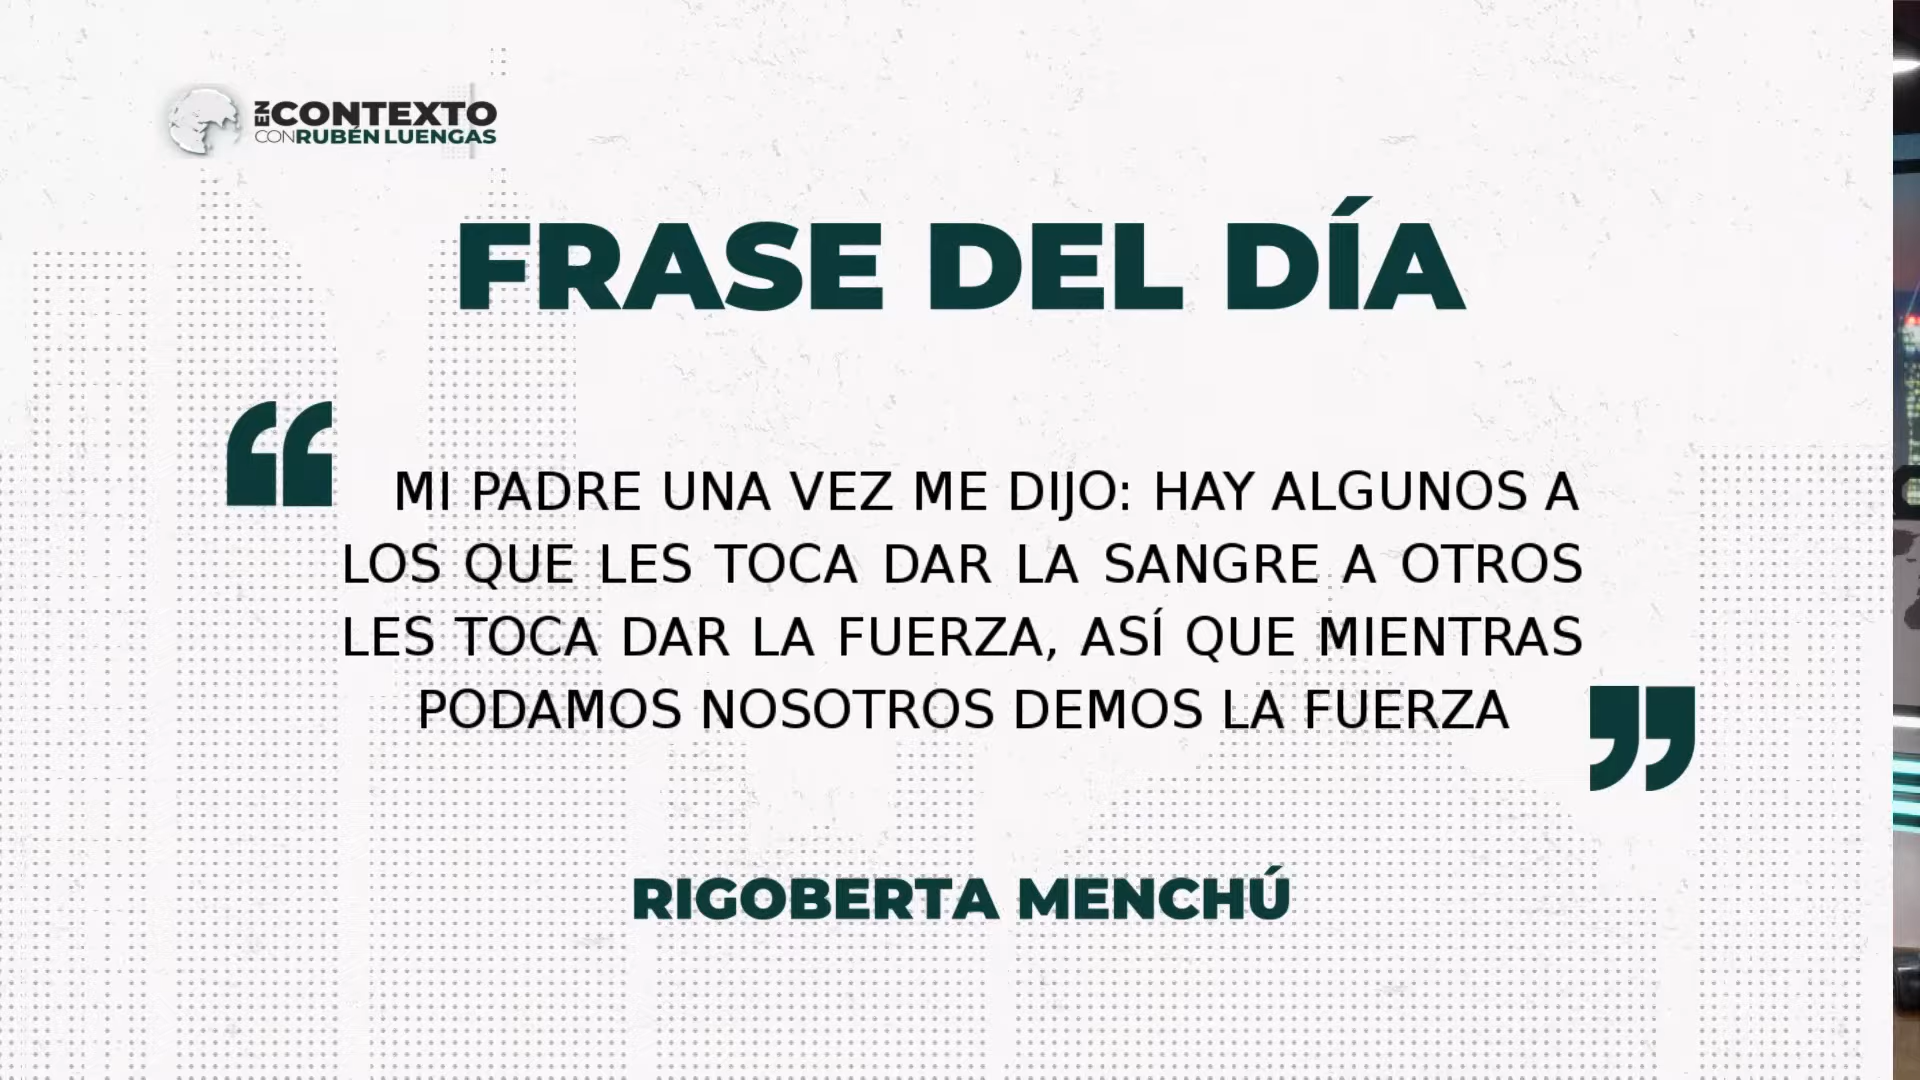 EN CONTEXTO
CON RUBÉN LUENGAS
FRASE DEL DÍA
“ MI PADRE UNA VEZ ME DIJO: HAY ALGUNOS A
LOS QUE LES TOCA DAR LA SANGRE A OTROS
LES TOCA DAR LA FUERZA, ASÍ QUE MIENTRAS
PODAMOS NOSOTROS DEMOS LA FUERZA ”
RIGOBERTA MENCHÚ